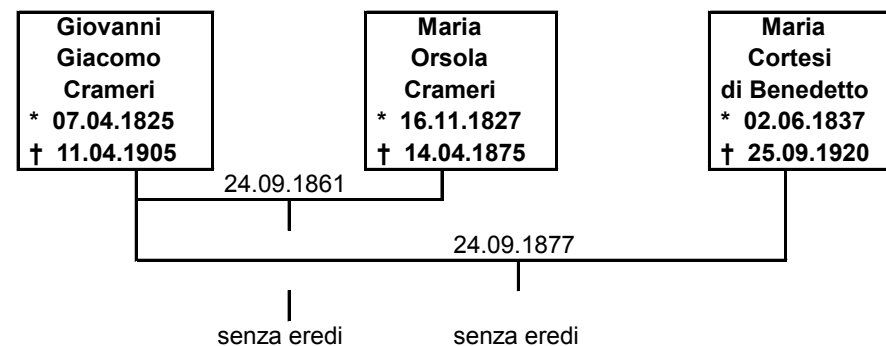 Giovanni
Giacomo
Crameri
* 07.04.1825
† 11.04.1905
Maria
Orsola
Crameri
* 16.11.1827
† 14.04.1875
Maria
Cortesi
di Benedetto
* 02.06.1837
† 25.09.1920
24.09.1861
24.09.1877
senza eredi
senza eredi